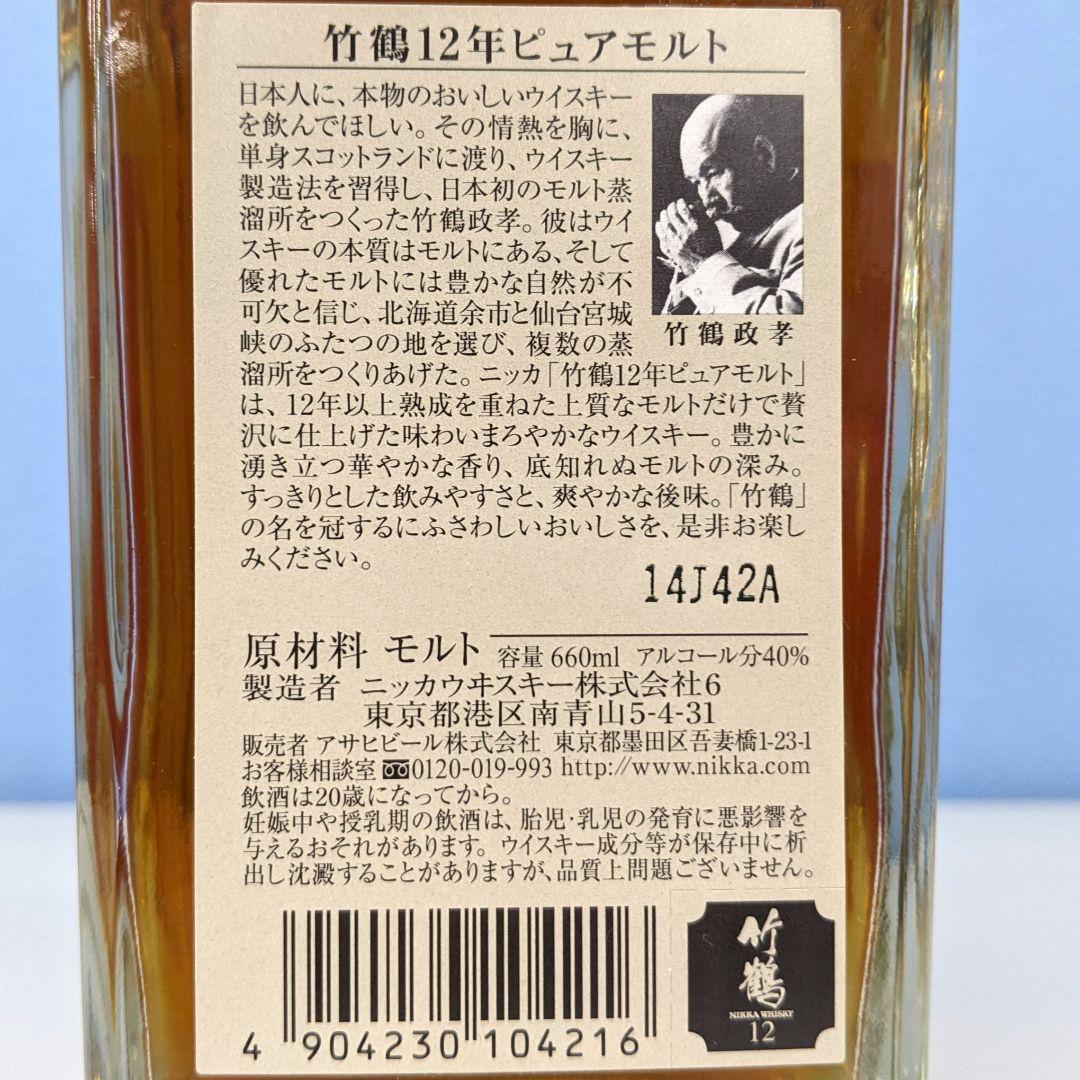 竹鶴12年ピュアモルト
日本人に、本物のおいしいウイスキー
を飲んでほしい。その情熱を胸に、
単身スコットランドに渡り、ウイスキー
製造法を習得し、日本初のモルト蒸
溜所をつくった竹鶴政孝。彼はウイ
スキーの本質はモルトにある、そして
優れたモルトには豊かな自然が不
可欠と信じ、北海道余市と仙台宮城
峡のふたつの地を選び、複数の蒸
溜所をつくりあげた。ニッカ「竹鶴12年ピュアモルト」
は、12年以上熟成を重ねた上質なモルトだけで贅
沢に仕上げた味わいまろやかなウイスキー。豊かに
湧き立つ華やかな香り、底知れぬモルトの深み。
すっきりとした飲みやすさと、爽やかな後味。「竹鶴」
の名を冠するにふさわしいおいしさを、是非お楽し
みください。
竹鶴政孝
14J42A
原材料 モルト 容量 660ml アルコール分40%
製造者 ニッカウヰスキー株式会社6
東京都港区南青山5-4-31
販売者 アサヒビール株式会社 東京都墨田区吾妻橋1-23-1
お客様相談室 0120-019-993 http://www.nikka.com
飲酒は20歳になってから。
妊娠中や授乳期の飲酒は、胎児・乳児の発育に悪影響を
与えるおそれがあります。ウイスキー成分等が保存中に析
出し沈澱することがありますが、品質上問題ございません。
4 904230 104216
竹鶴
NIKKA WHISKY
12